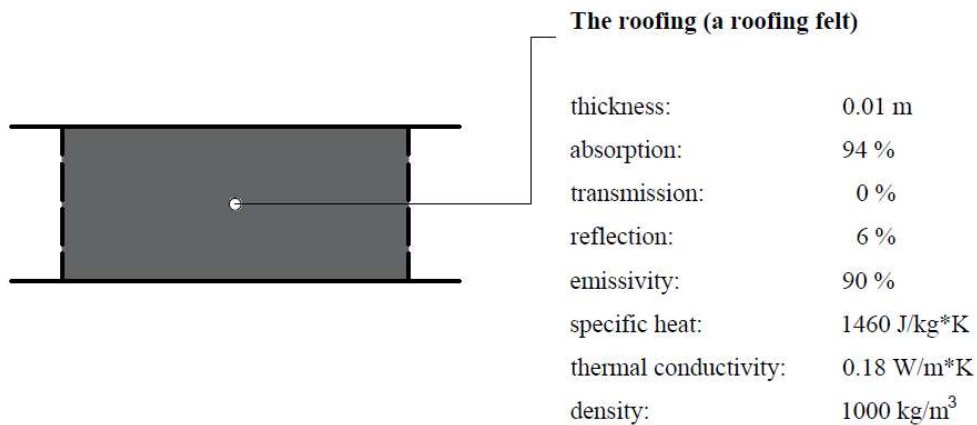 The roofing (a roofing felt)
thickness: 0.01 m
absorption: 94 %
transmission: 0 %
reflection: 6 %
emissivity: 90 %
specific heat: 1460 J/kg*K
thermal conductivity: 0.18 W/m*K
density: 1000 kg/m³